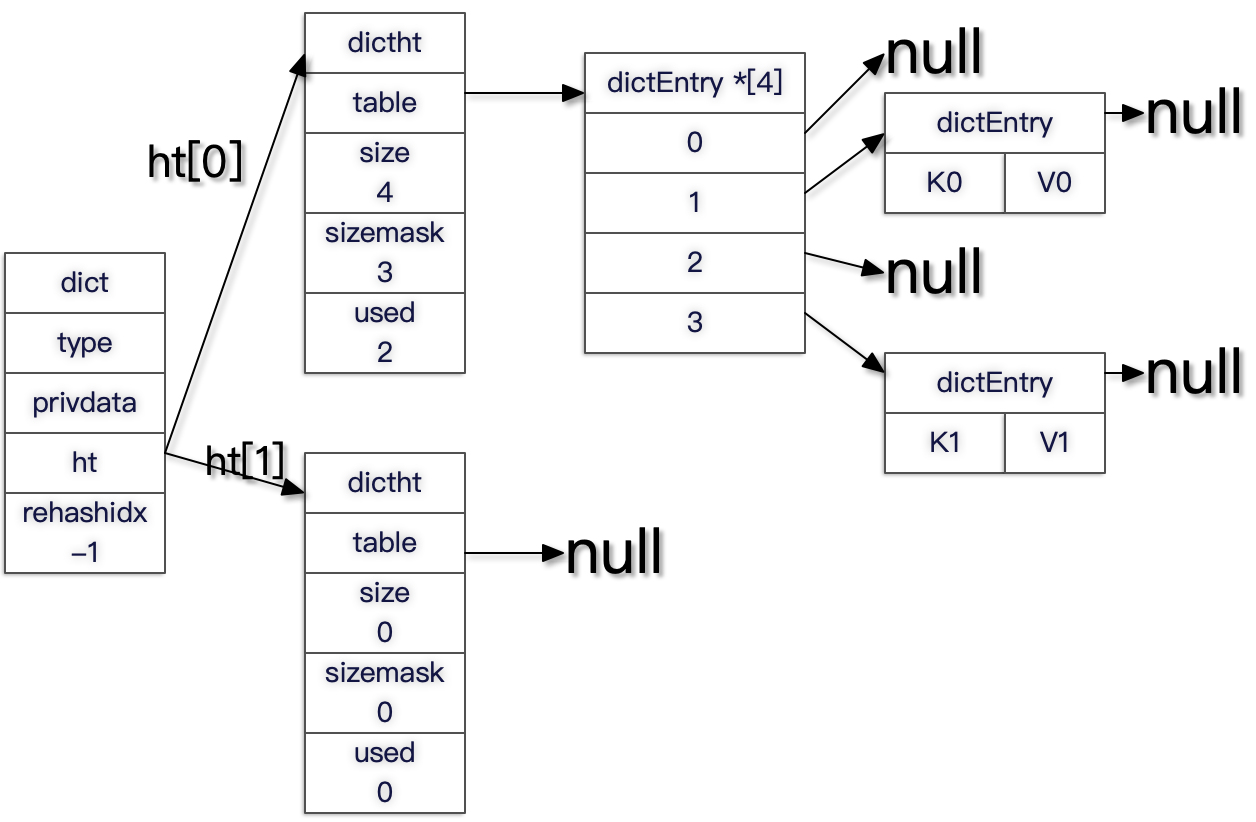 dict
type
privdata
ht
rehashidx
–1
ht[0]
ht[1]
dictht
table
size
4
sizemask
3
used
2
dictht
table
size
0
sizemask
0
used
0
null
dictEntry *[4]
0
1
2
3
null
dictEntry
K0 V0
null
null
dictEntry
K1 V1
null